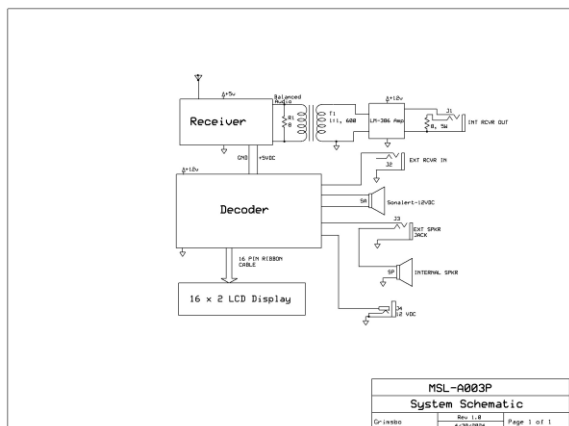 +5v
Balanced
Audio
+12v
J1
Receiver
R1
8
T1
1:1, 600
LM-386 Amp
8, 5W
INT RCVR OUT
GND
+5VDC
EXT RCVR IN
J2
+12v
Decoder
SA
Sonalert-12VDC
J3
EXT SPKR
JACK
16 PIN RIBBON
CABLE
SP
INTERNAL SPKR
16 x 2 LCD Display
J4
12 VDC
MSL-A003P
System Schematic
Grimsbo
Rev 1.0
Page 1 of 1